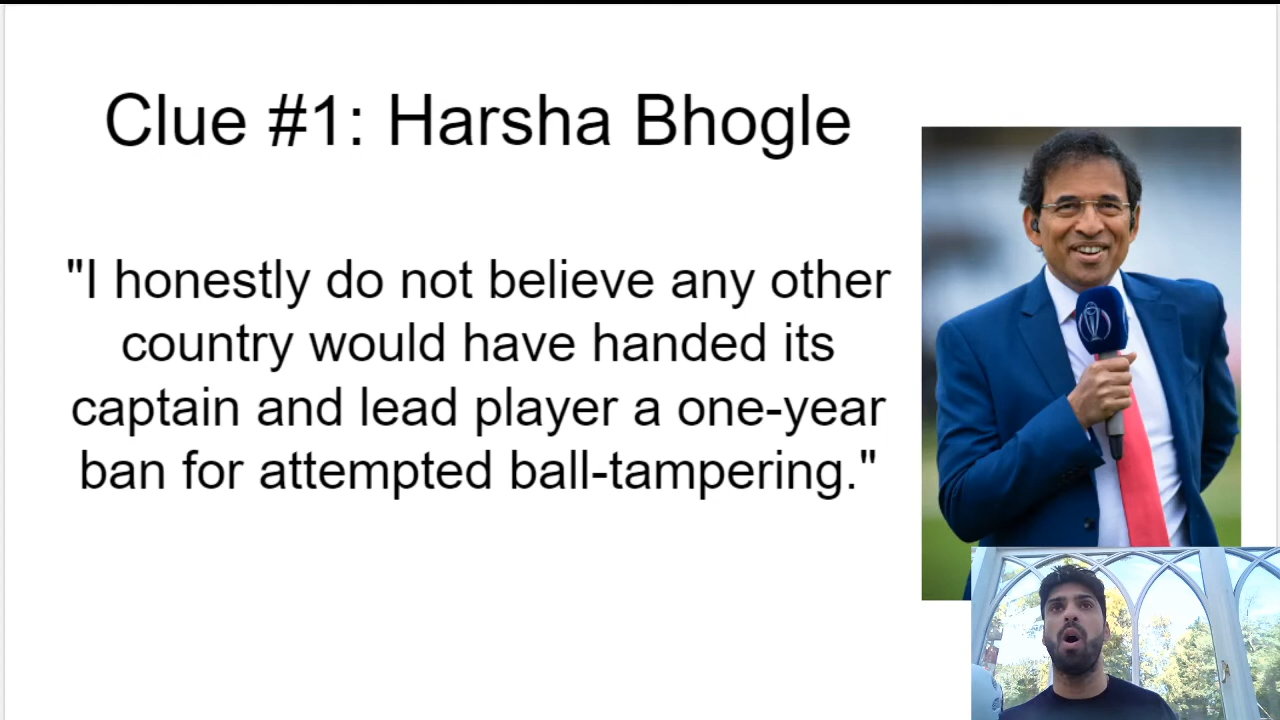 Clue #1: Harsha Bhogle
"I honestly do not believe any other
country would have handed its
captain and lead player a one-year
ban for attempted ball-tampering."